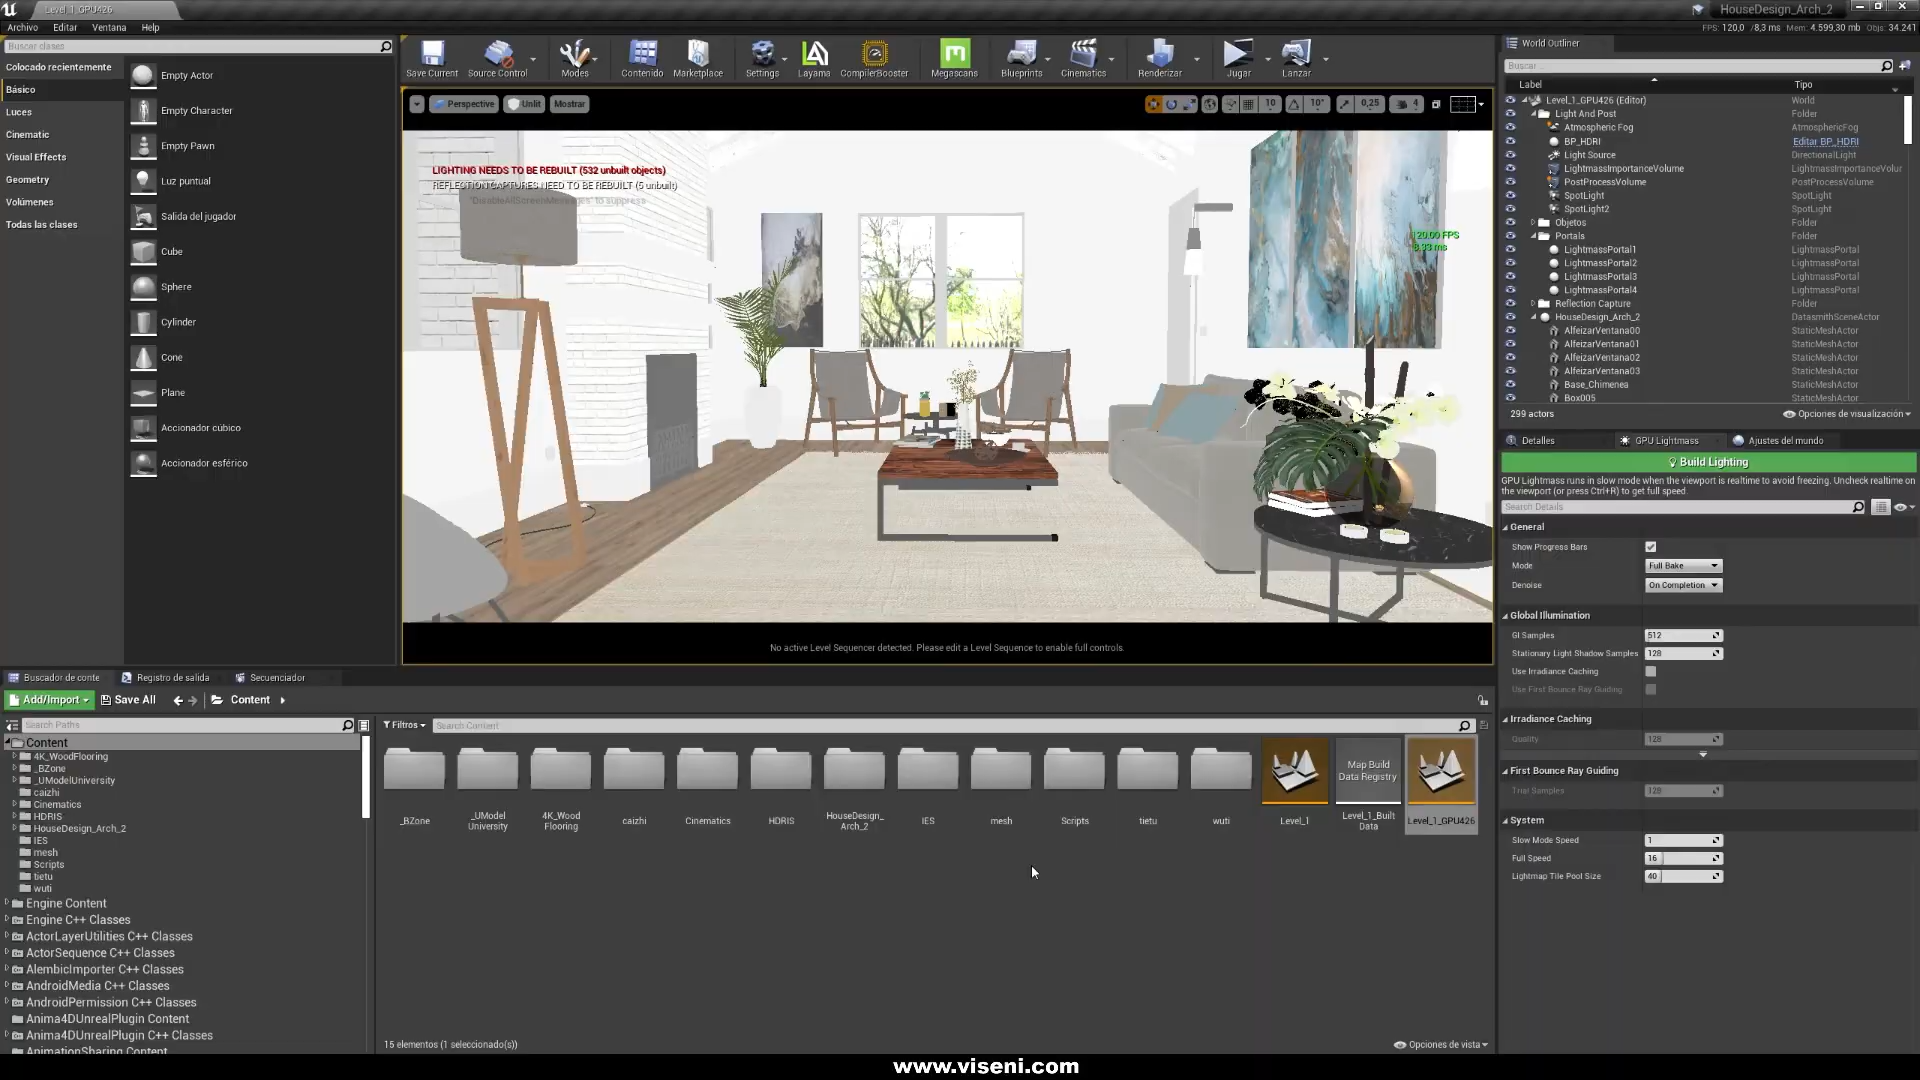 Level_1_GPU426
HouseDesign_Arch_2
Archivo Editar Ventana Help
FPS: 120,0 / 8,3 ms Mem: 4.599,30 mb Objs: 34.241
Buscar clases
Colocado recientemente
Básico
Luces
Cinematic
Visual Effects
Geometry
Volúmenes
Todas las clases
Empty Actor
Empty Character
Empty Pawn
Luz puntual
Salida del jugador
Cube
Sphere
Cylinder
Cone
Plane
Accionador cúbico
Accionador esférico
Save Current
Source Control
Modes
Contenido
Marketplace
Settings
Layama
CompilerBooster
Megascans
Blueprints
Cinematics
Renderizar
Jugar
Lanzar
Perspective Unlit Mostrar
10 10° 0,25 4
LIGHTING NEEDS TO BE REBUILT (532 unbuilt objects)
REFLECTION CAPTURES NEED TO BE REBUILT (5 unbuilt)
"DisableAllScreenMessages" to suppress
120.00 FPS
8.33 ms
No active Level Sequencer detected. Please edit a Level Sequence to enable full controls.
World Outliner
Buscar...
Label Tipo
Level_1_GPU426 (Editor) World
Light And Post Folder
Atmospheric Fog AtmosphericFog
BP_HDRI Editar BP_HDRI
Light Source DirectionalLight
LightmassImportanceVolume LightmassImportanceVolur
PostProcessVolume PostProcessVolume
SpotLight SpotLight
SpotLight2 SpotLight
Objetos Folder
Portals Folder
LightmassPortal1 LightmassPortal
LightmassPortal2 LightmassPortal
LightmassPortal3 LightmassPortal
LightmassPortal4 LightmassPortal
Reflection Capture Folder
HouseDesign_Arch_2 DatasmithSceneActor
AlfeizarVentana00 StaticMeshActor
AlfeizarVentana01 StaticMeshActor
AlfeizarVentana02 StaticMeshActor
AlfeizarVentana03 StaticMeshActor
Base_Chimenea StaticMeshActor
Box005 StaticMeshActor
299 actors
Opciones de visualización
Detalles GPU Lightmass Ajustes del mundo
Build Lighting
GPU Lightmass runs in slow mode when the viewport is realtime to avoid freezing. Uncheck realtime on
the viewport (or press Ctrl+R) to get full speed.
Search Details
General
Show Progress Bars
Mode Full Bake
Denoise On Completion
Global Illumination
GI Samples 512
Stationary Light Shadow Samples 128
Use Irradiance Caching
Use First Bounce Ray Guiding
Irradiance Caching
Quality 128
First Bounce Ray Guiding
Trial Samples 128
System
Slow Mode Speed 1
Full Speed 16
Lightmap Tile Pool Size 40
Buscador de conte Registro de salida Secuenciador
Add/Import Save All Content
Search Paths
Filtros
Search Content
Content
4K_WoodFlooring
_BZone
_UModelUniversity
caizhi
Cinematics
HDRIS
HouseDesign_Arch_2
IES
mesh
Scripts
tietu
wuti
Engine Content
Engine C++ Classes
ActorLayerUtilities C++ Classes
ActorSequence C++ Classes
AlembicImporter C++ Classes
AndroidMedia C++ Classes
AndroidPermission C++ Classes
Anima4DUnrealPlugin Content
Anima4DUnrealPlugin C++ Classes
AnimationSharing Content
_BZone
_UModel
University
4K_Wood
Flooring
caizhi
Cinematics
HDRIS
HouseDesign_
Arch_2
IES
mesh
Scripts
tietu
wuti
Level_1
Map Build
Data Registry
Level_1_Built
Data
Level_1_GPU426
15 elementos (1 seleccionado(s))
Opciones de vista
www.viseni.com